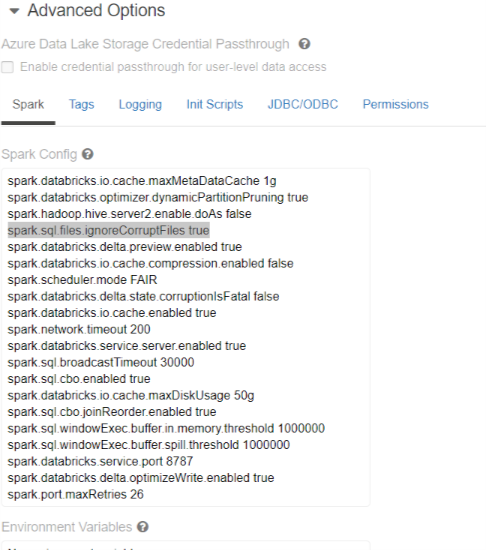 Advanced Options
Azure Data Lake Storage Credential Passthrough
Enable credential passthrough for user-level data access
Spark Tags Logging Init Scripts JDBC/ODBC Permissions
Spark Config
spark.databricks.io.cache.maxMetaDataCache 1g
spark.databricks.optimizer.dynamicPartitionPruning true
spark.hadoop.hive.server2.enable.doAs false
spark.sql.files.ignoreCorruptFiles true
spark.databricks.delta.preview.enabled true
spark.databricks.io.cache.compression.enabled false
spark.scheduler.mode FAIR
spark.databricks.delta.state.corruptionIsFatal false
spark.databricks.io.cache.enabled true
spark.network.timeout 200
spark.databricks.service.server.enabled true
spark.sql.broadcastTimeout 30000
spark.sql.cbo.enabled true
spark.databricks.io.cache.maxDiskUsage 50g
spark.sql.cbo.joinReorder.enabled true
spark.sql.windowExec.buffer.in.memory.threshold 1000000
spark.sql.windowExec.buffer.spill.threshold 1000000
spark.databricks.service.port 8787
spark.databricks.delta.optimizeWrite.enabled true
spark.port.maxRetries 26
Environment Variables